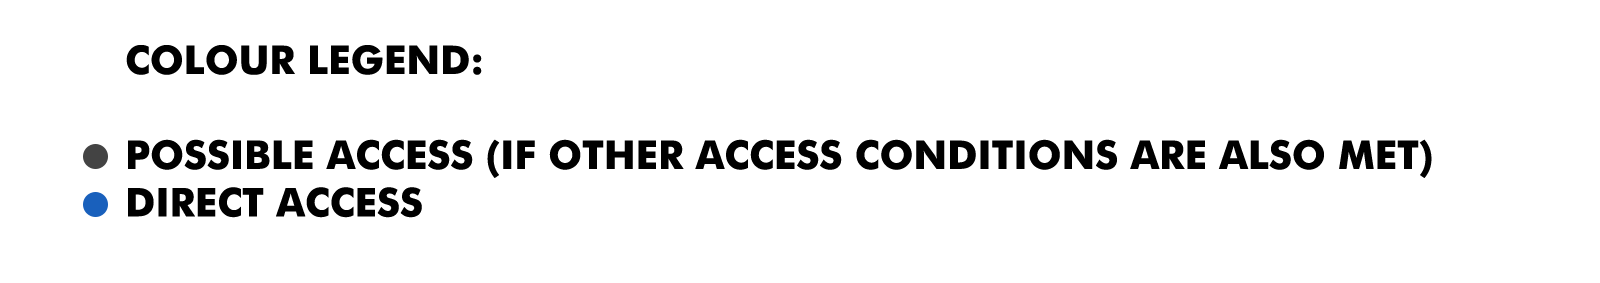 COLOUR LEGEND:
POSSIBLE ACCESS (IF OTHER ACCESS CONDITIONS ARE ALSO MET)
DIRECT ACCESS